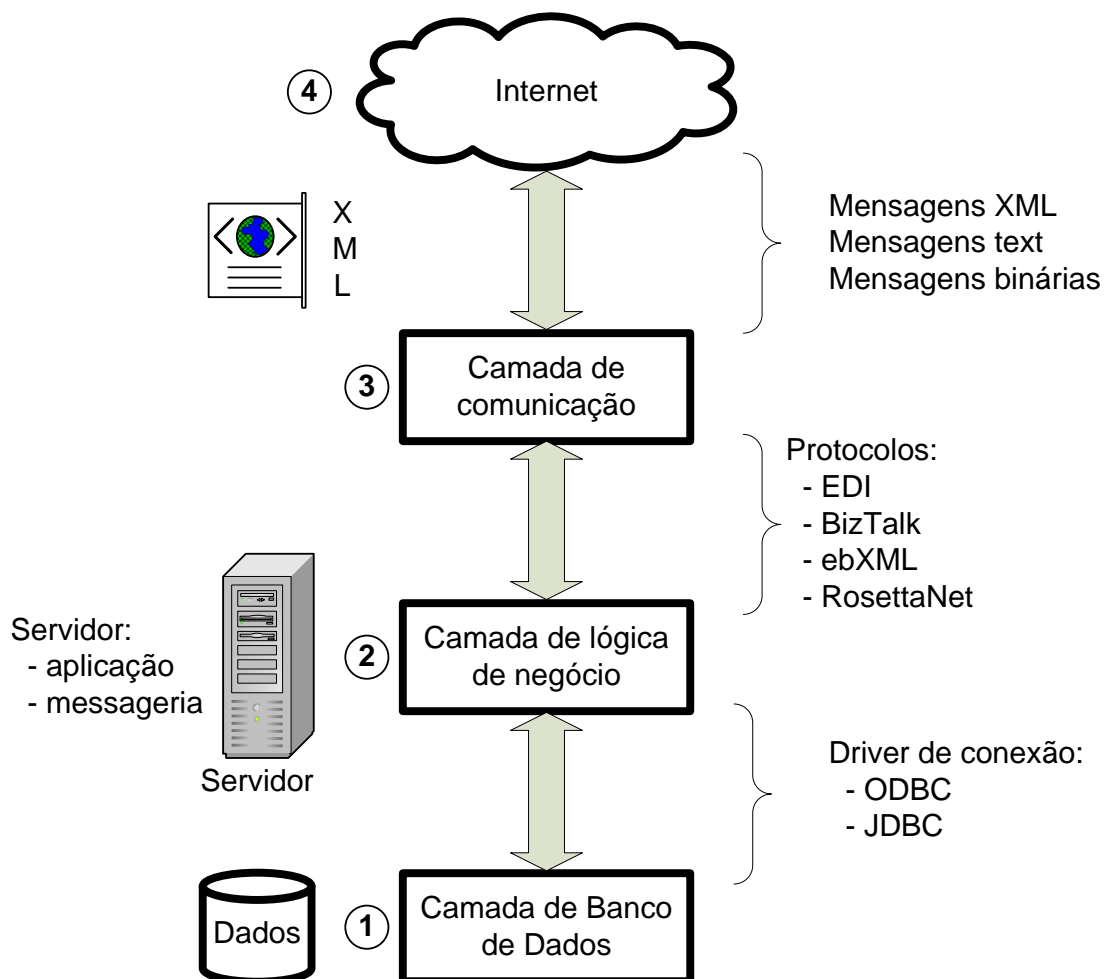 4
Internet
X
M
L
Mensagens XML
Mensagens text
Mensagens binárias
3
Camada de
comunicação
Protocolos:
- EDI
- BizTalk
- ebXML
- RosettaNet
Servidor:
- aplicação
- messageria
Servidor
2
Camada de lógica
de negócio
Driver de conexão:
- ODBC
- JDBC
Dados
1
Camada de Banco
de Dados